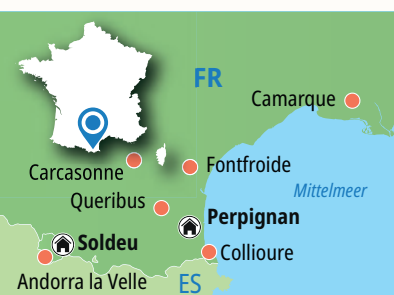 FR
Camarque
Carcasonne
Fontfroide
Mittelmeer
Queribus
Perpignan
Soldeu
Collioure
Andorra la Velle
ES